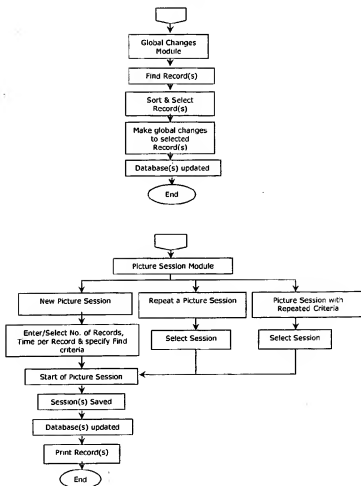 Global Changes
Module
Find Record(s)
Sort & Select
Record(s)
Make global changes
to selected
Record(s)
Database(s) updated
End
Picture Session Module
New Picture Session
Repeat a Picture Session
Picture Session with
Repeated Criteria
Enter/Select No. of Records,
Time per Record & specify Find
criteria
Select Session
Select Session
Start of Picture Session
Session(s) Saved
Database(s) updated
Print Record(s)
End